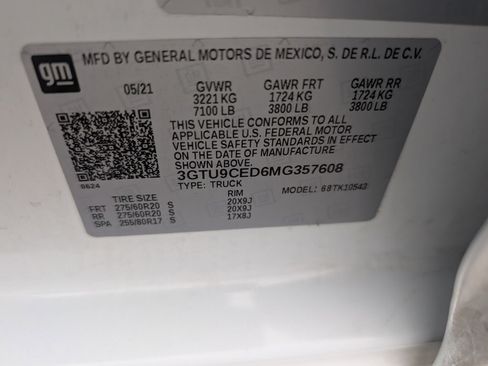 gm
MFD BY GENERAL MOTORS DE MEXICO, S. DE R.L. DE C.V.
05/21 GVWR GAWR FRT GAWR RR
3221 KG 1724 KG 1724 KG
7100 LB 3800 LB 3800 LB
THIS VEHICLE CONFORMS TO ALL
APPLICABLE U.S. FEDERAL MOTOR
VEHICLE SAFETY STANDARDS IN EFFECT
ON THE DATE OF MANUFACTURE
SHOWN ABOVE.
3GTU9CED6MG357608
0624
TYPE: TRUCK MODEL: 68TK10543
TIRE SIZE RIM
FRT 275/60R20 S 20X9J
RR 275/60R20 S 20X9J
SPA 255/80R17 S 17X8J